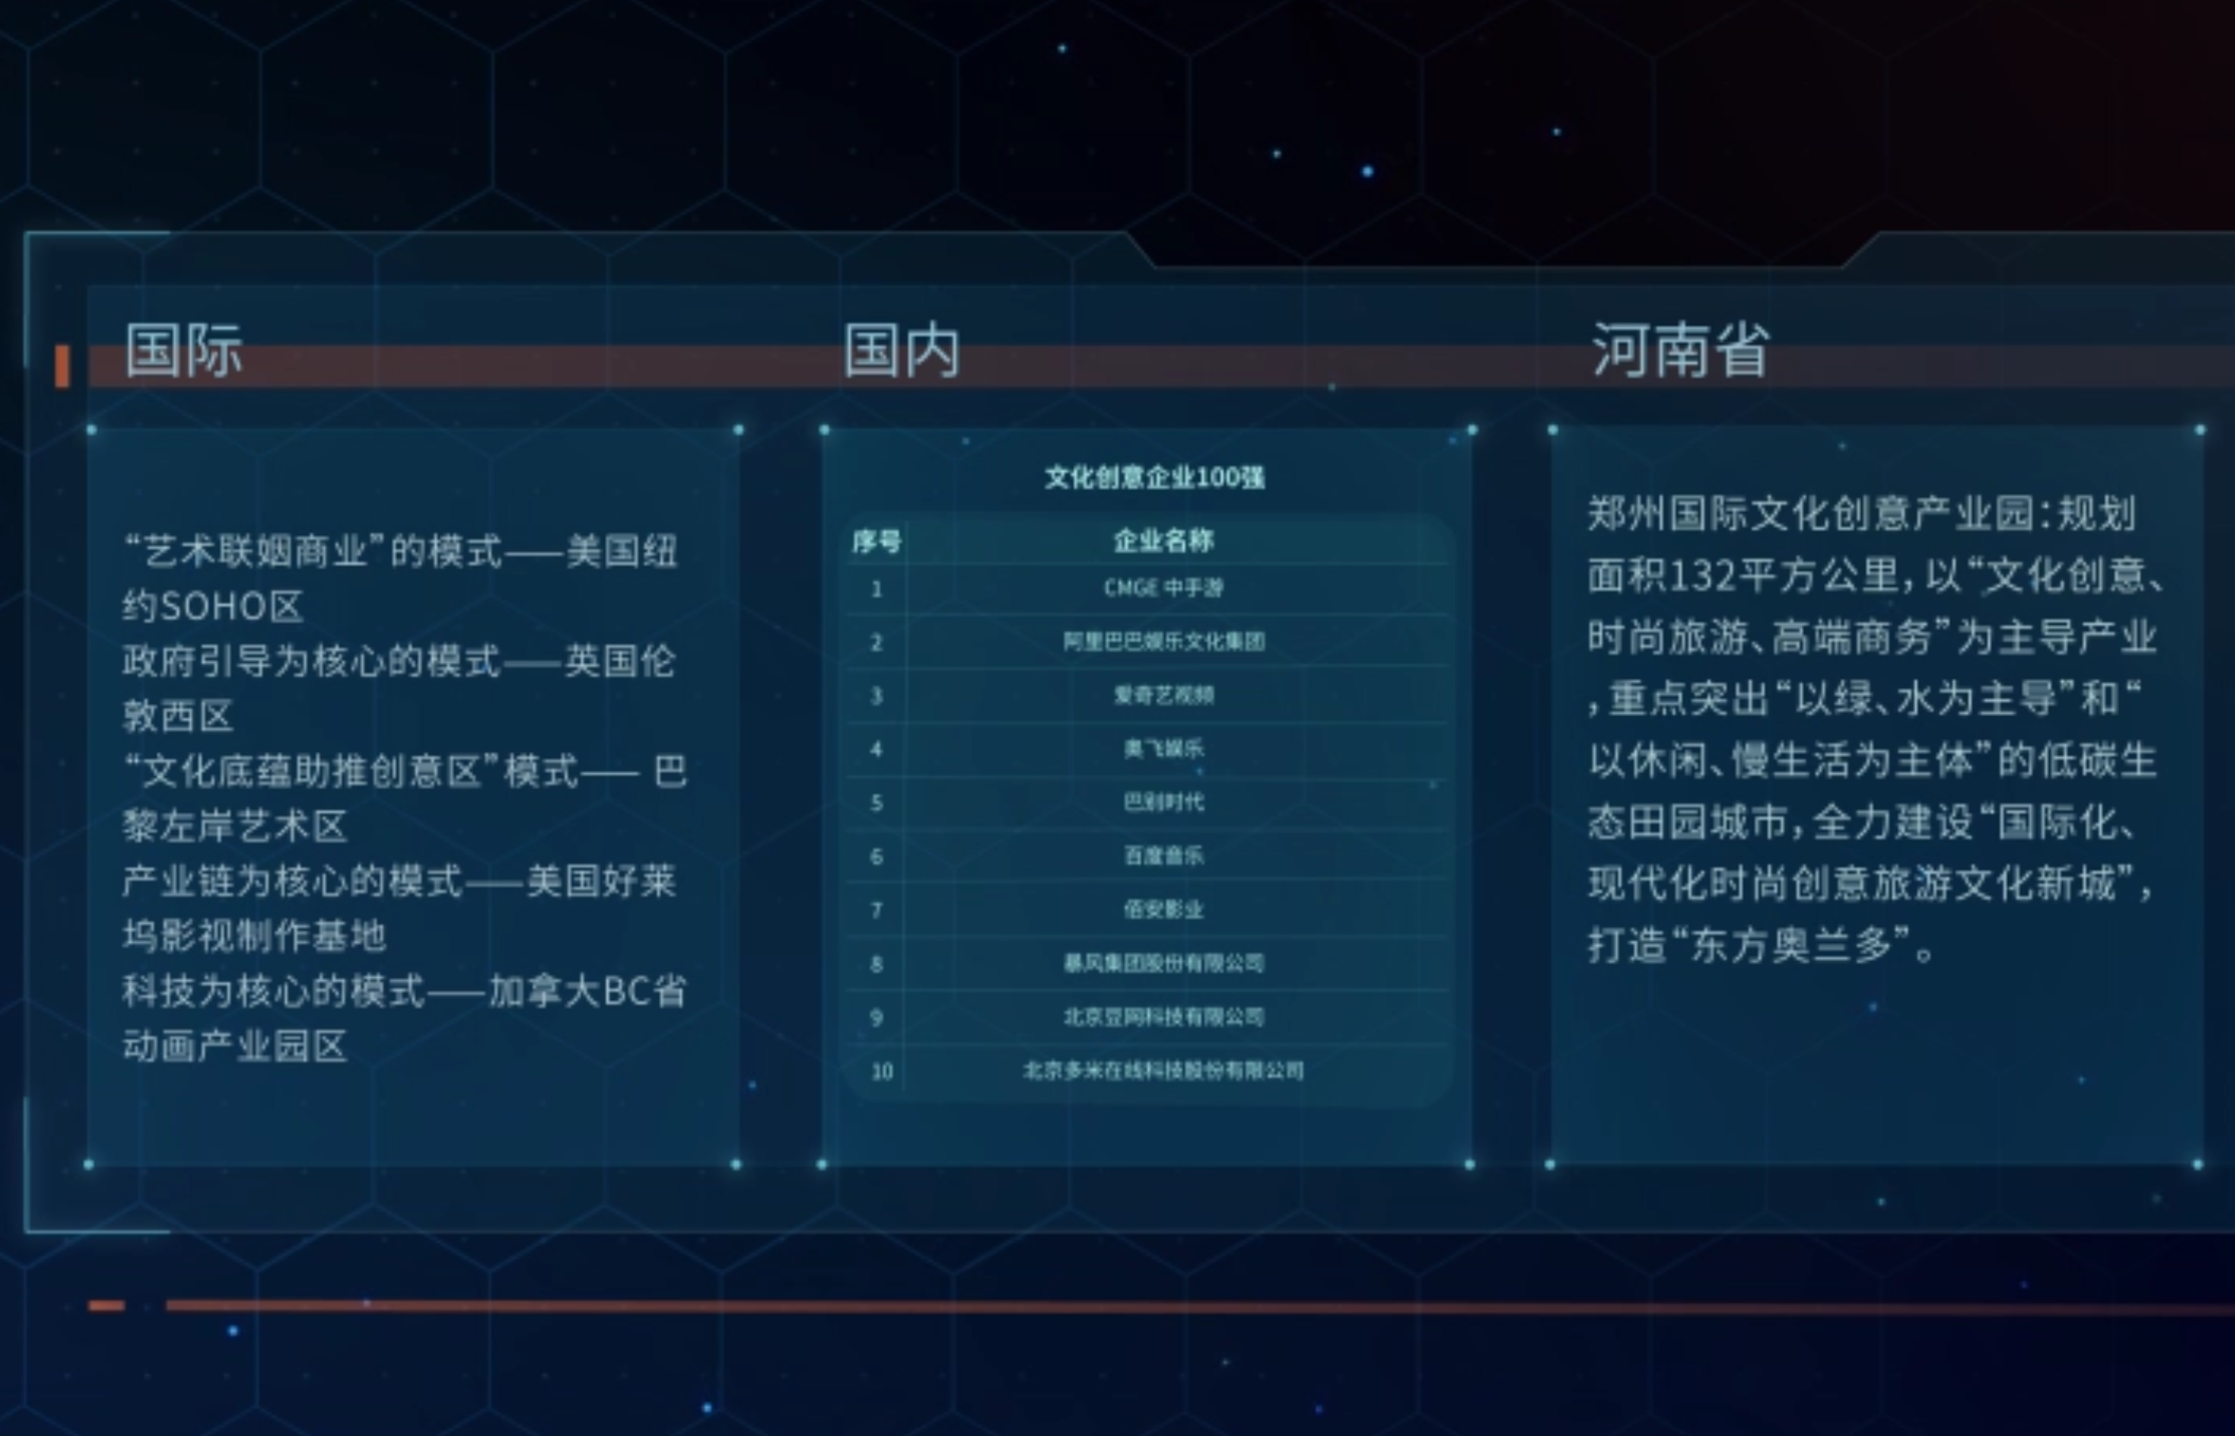 国际
“艺术联姻商业”的模式——美国纽
约SOHO区
政府引导为核心的模式——英国伦
敦西区
“文化底蕴助推创意区”模式—— 巴
黎左岸艺术区
产业链为核心的模式——美国好莱
坞影视制作基地
科技为核心的模式——加拿大BC省
动画产业园区
国内
文化创意企业100强
序号 企业名称
1 CMGE 中手游
2 阿里巴巴娱乐文化集团
3 爱奇艺视频
4 奥飞娱乐
5 巴别时代
6 百度音乐
7 佰安影业
8 暴风集团股份有限公司
9 北京豆网科技有限公司
10 北京多米在线科技股份有限公司
河南省
郑州国际文化创意产业园：规划
面积132平方公里，以“文化创意、
时尚旅游、高端商务”为主导产业
，重点突出“以绿、水为主导”和“
以休闲、慢生活为主体”的低碳生
态田园城市，全力建设“国际化、
现代化时尚创意旅游文化新城”，
打造“东方奥兰多”。